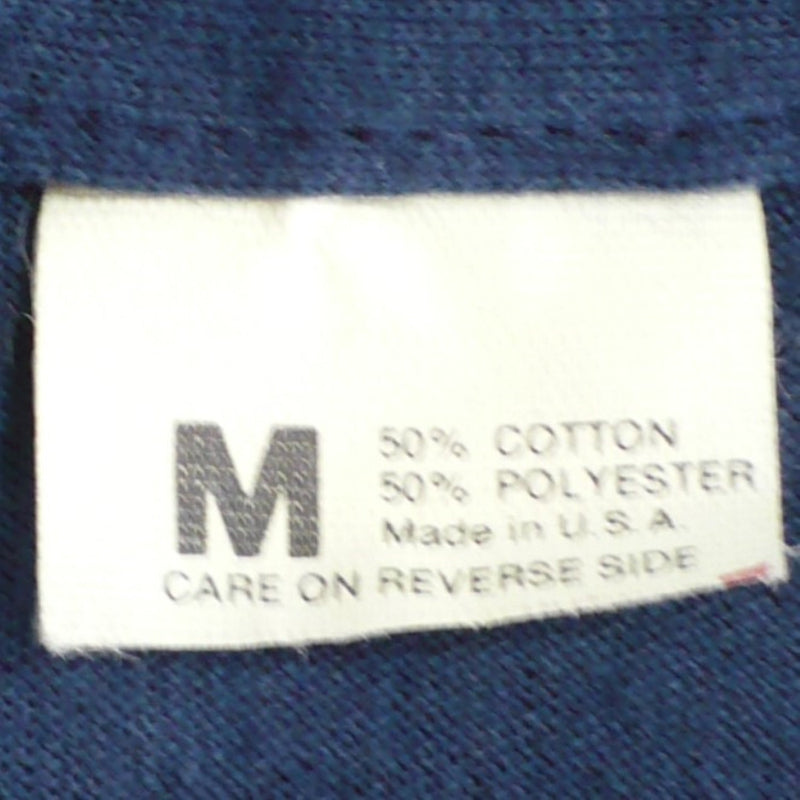 M
50% COTTON
50% POLYESTER
Made in U.S.A.
CARE ON REVERSE SIDE